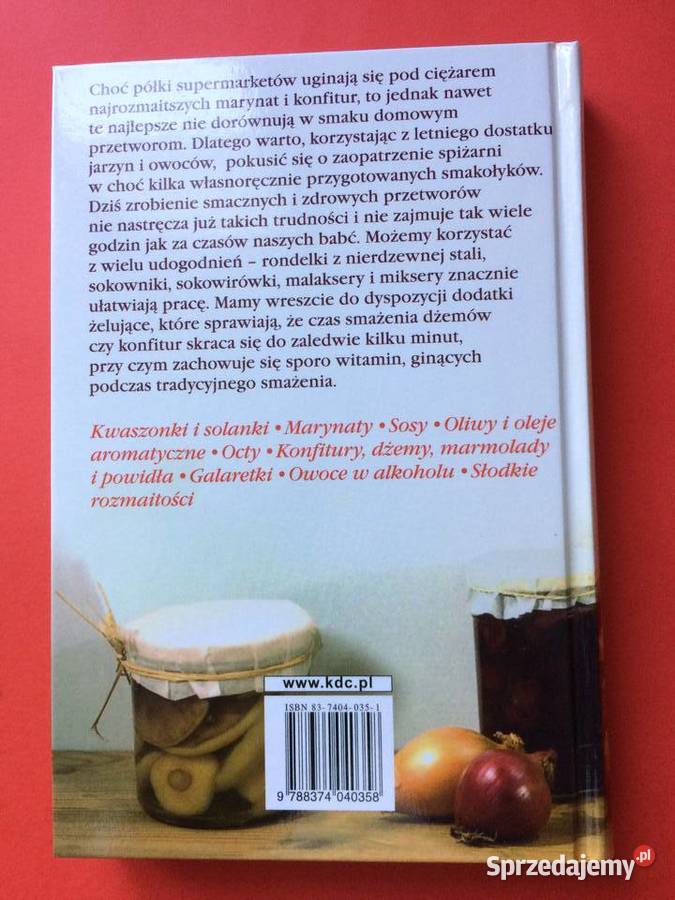 Choć półki supermarketów uginają się pod ciężarem
najrozmaitszych marynat i konfitur, to jednak nawet
te najlepsze nie dorównują w smaku domowym
przetworom. Dlatego warto, korzystając z letniego dostatku
jarzyn i owoców, pokusić się o zaopatrzenie spiżarni
w choć kilka własnoręcznie przygotowanych smakołyków.
Dziś zrobienie smacznych i zdrowych przetworów
nie nastręcza już takich trudności i nie zajmuje tak wiele
godzin jak za czasów naszych babć. Możemy korzystać
z wielu udogodnień – rondelki z nierdzewnej stali,
sokowniki, sokowirówki, malaksery i miksery znacznie
ułatwiają pracę. Mamy wreszcie do dyspozycji dodatki
żelujące, które sprawiają, że czas smażenia dżemów
czy konfitur skraca się do zaledwie kilku minut,
przy czym zachowuje się sporo witamin, ginących
podczas tradycyjnego smażenia.
Kwaszonki i solanki • Marynaty • Sosy • Oliwy i oleje
aromatyczne • Octy • Konfitury, dżemy, marmolady
i powidła • Galaretki • Owoce w alkoholu • Słodkie
rozmaitości
www.kdc.pl
ISBN 83-7404-035-1
9 788374 040358
Sprzedajemy.pl